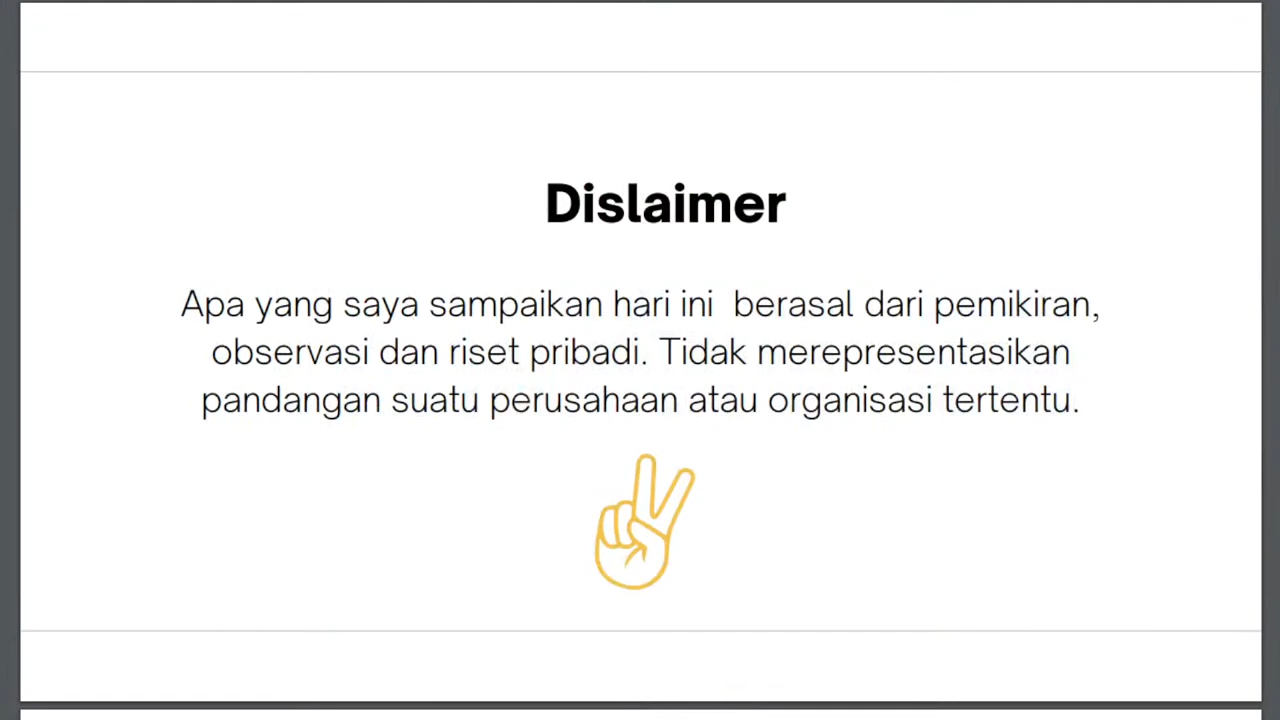 Dislaimer
Apa yang saya sampaikan hari ini  berasal dari pemikiran,
observasi dan riset pribadi. Tidak merepresentasikan
pandangan suatu perusahaan atau organisasi tertentu.